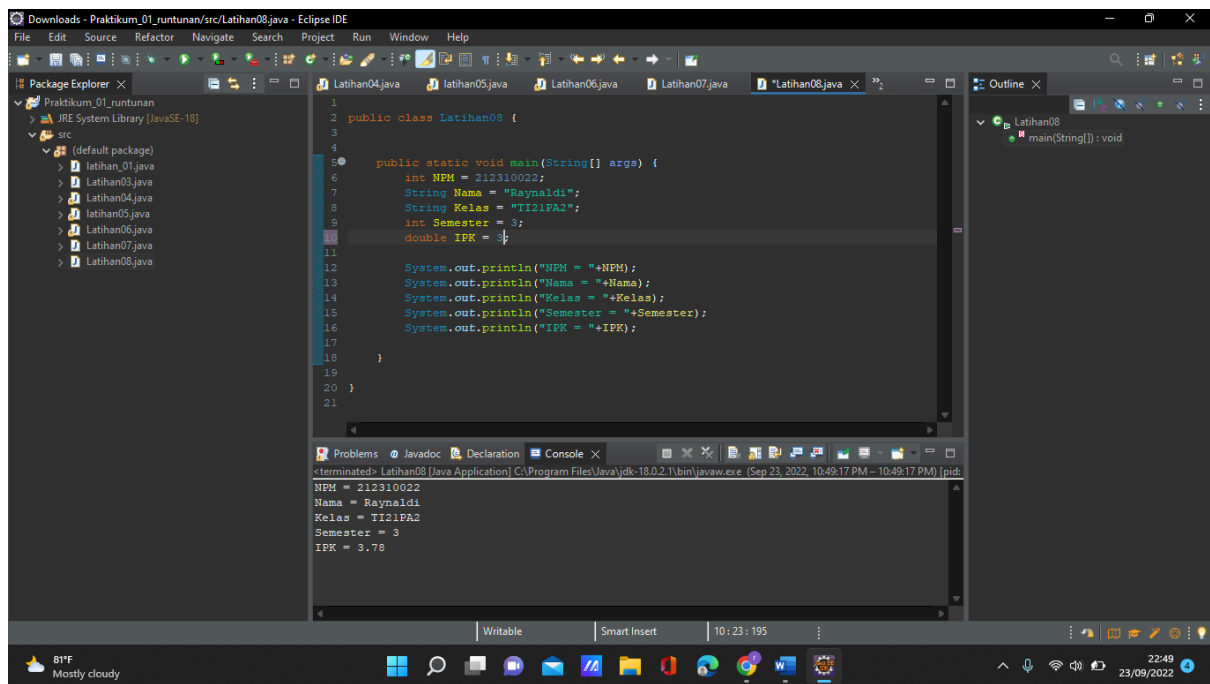 Downloads - Praktikum_01_runtunan/src/Latihan08.java - Eclipse IDE
File Edit Source Refactor Navigate Search Project Run Window Help
Package Explorer
Praktikum_01_runtunan
JRE System Library [JavaSE-18]
src
(default package)
latihan_01.java
Latihan03.java
Latihan04.java
latihan05.java
Latihan06.java
Latihan07.java
Latihan08.java
Latihan04.java latihan05.java Latihan06.java Latihan07.java *Latihan08.java »2
1
2 public class Latihan08 {
3
4
5 public static void main(String[] args) {
6 int NPM = 212310022;
7 String Nama = "Raynaldi";
8 String Kelas = "TI21PA2";
9 int Semester = 3;
10 double IPK = 3;
11
12 System.out.println("NPM = "+NPM);
13 System.out.println("Nama = "+Nama);
14 System.out.println("Kelas = "+Kelas);
15 System.out.println("Semester = "+Semester);
16 System.out.println("IPK = "+IPK);
17
18 }
19
20 }
21
Outline
Latihan08
main(String[]) : void
Problems Javadoc Declaration Console
<terminated> Latihan08 [Java Application] C:\Program Files\Java\jdk-18.0.2.1\bin\javaw.exe (Sep 23, 2022, 10:49:17 PM – 10:49:17 PM) [pid:
NPM = 212310022
Nama = Raynaldi
Kelas = TI21PA2
Semester = 3
IPK = 3.78
Writable Smart Insert 10 : 23 : 195
81°F
Mostly cloudy
22:49
23/09/2022
4